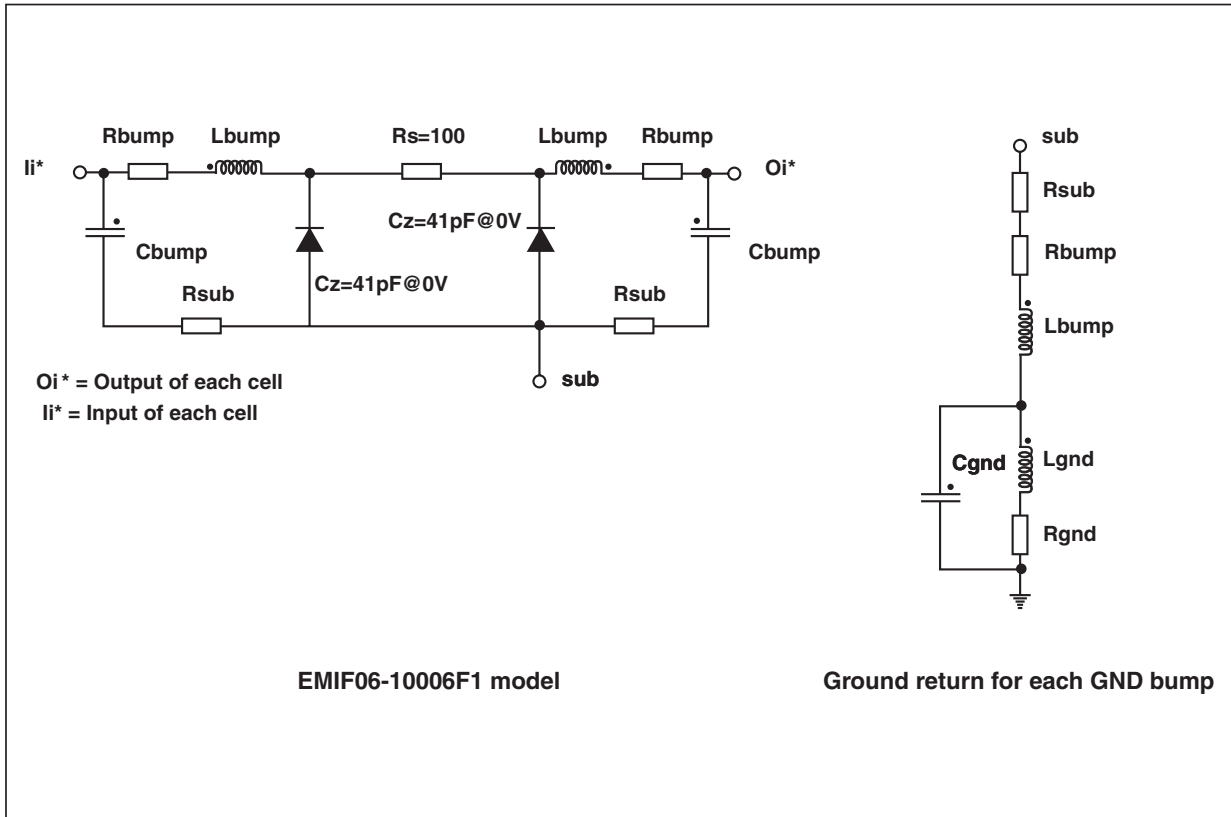 Rbump
Lbump
Rs=100
Lbump
Rbump
Ii*
Oi*
Cz=41pF@0V
Cbump
Cz=41pF@0V
Cbump
Rsub
Rsub
sub
Oi* = Output of each cell
Ii* = Input of each cell
EMIF06-10006F1 model
sub
Rsub
Rbump
Lbump
Cgnd
Lgnd
Rgnd
Ground return for each GND bump